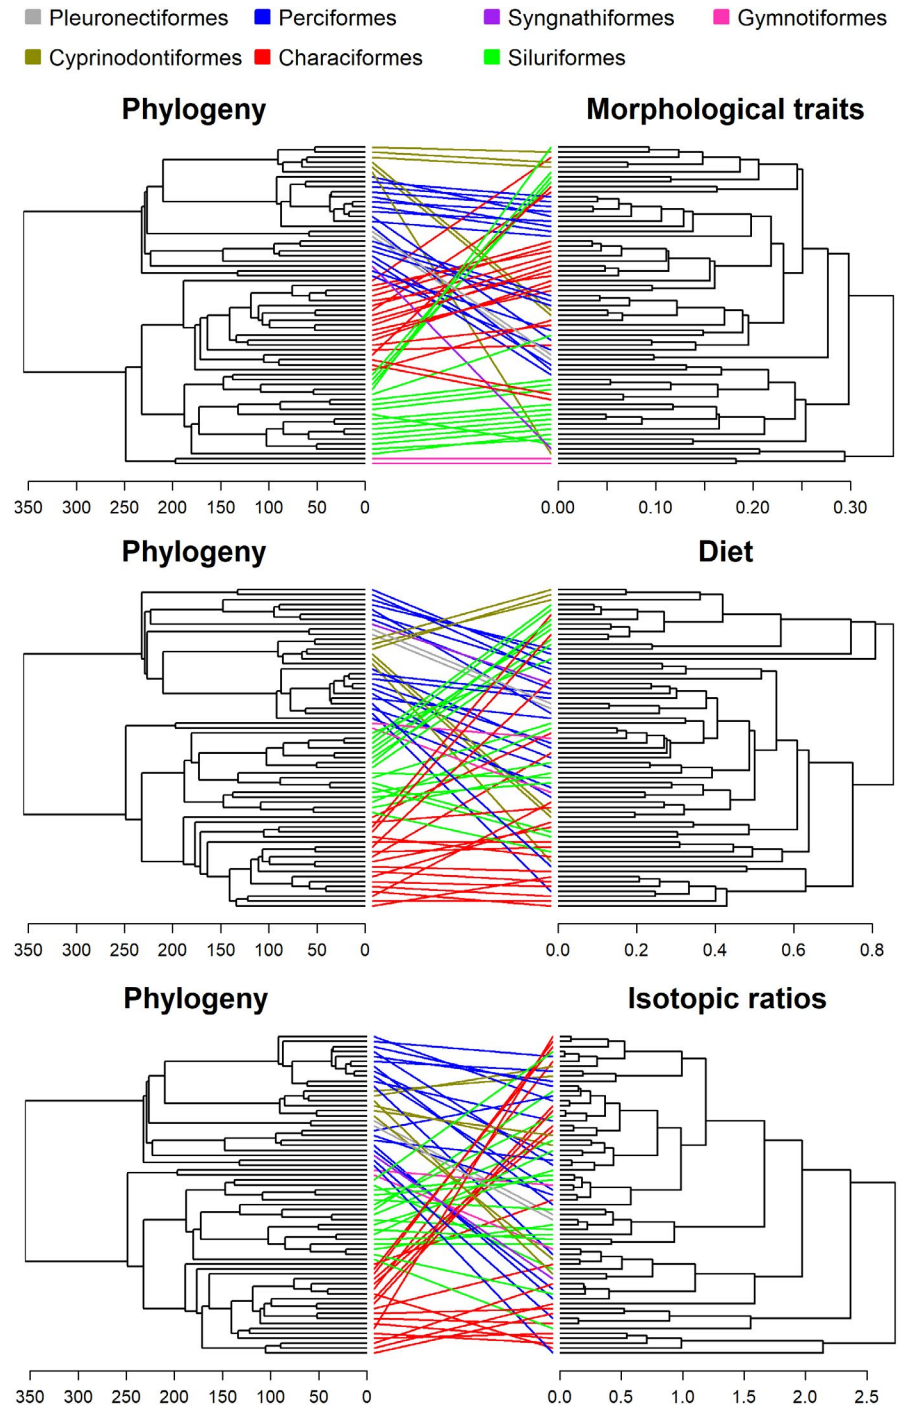 Pleuronectiformes Perciformes Syngnathiformes Gymnotiformes
Cyprinodontiformes Characiformes Siluriformes
Phylogeny Morphological traits
350 300 250 200 150 100 50 0 0.00 0.10 0.20 0.30
Phylogeny Diet
350 300 250 200 150 100 50 0 0.0 0.2 0.4 0.6 0.8
Phylogeny Isotopic ratios
350 300 250 200 150 100 50 0 0.0 0.5 1.0 1.5 2.0 2.5